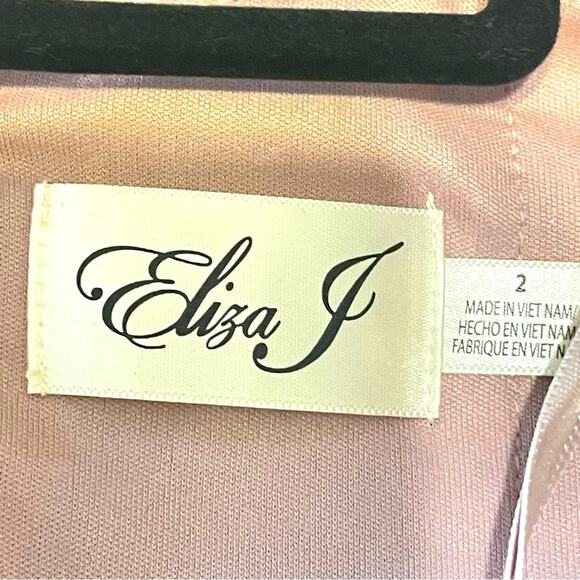 Eliza J
2
MADE IN VIET NAM/
HECHO EN VIET NAM
FABRIQUE EN VIET N